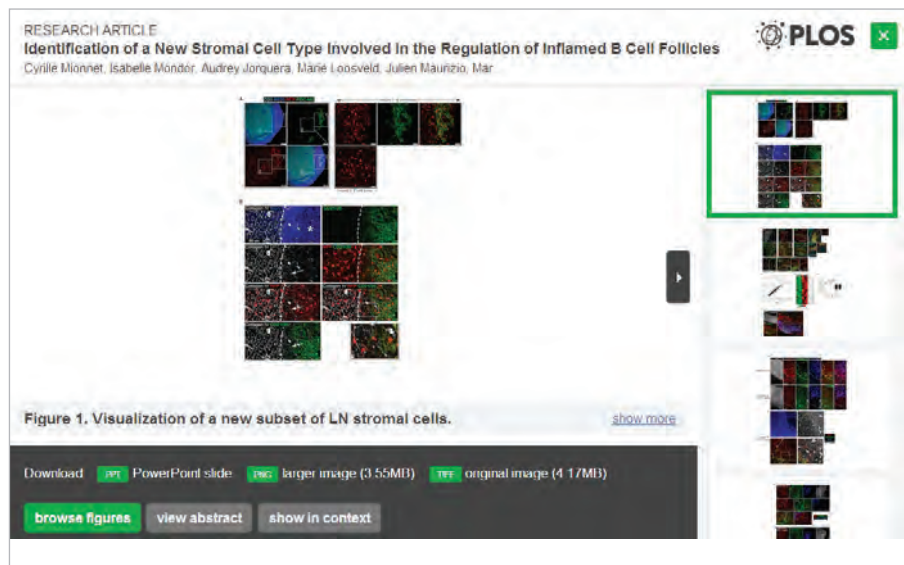 RESEARCH ARTICLE
Identification of a New Stromal Cell Type Involved in the Regulation of Inflamed B Cell Follicles
Cyrille Mionnet, Isabelle Mondor, Audrey Jorquera, Marie Loosveld, Julien Maurizio, Mar
PLOS
Figure 1. Visualization of a new subset of LN stromal cells.
show more
Download PPT PowerPoint slide PNG larger image (3.55MB) TIFF original image (4.17MB)
browse figures view abstract show in context